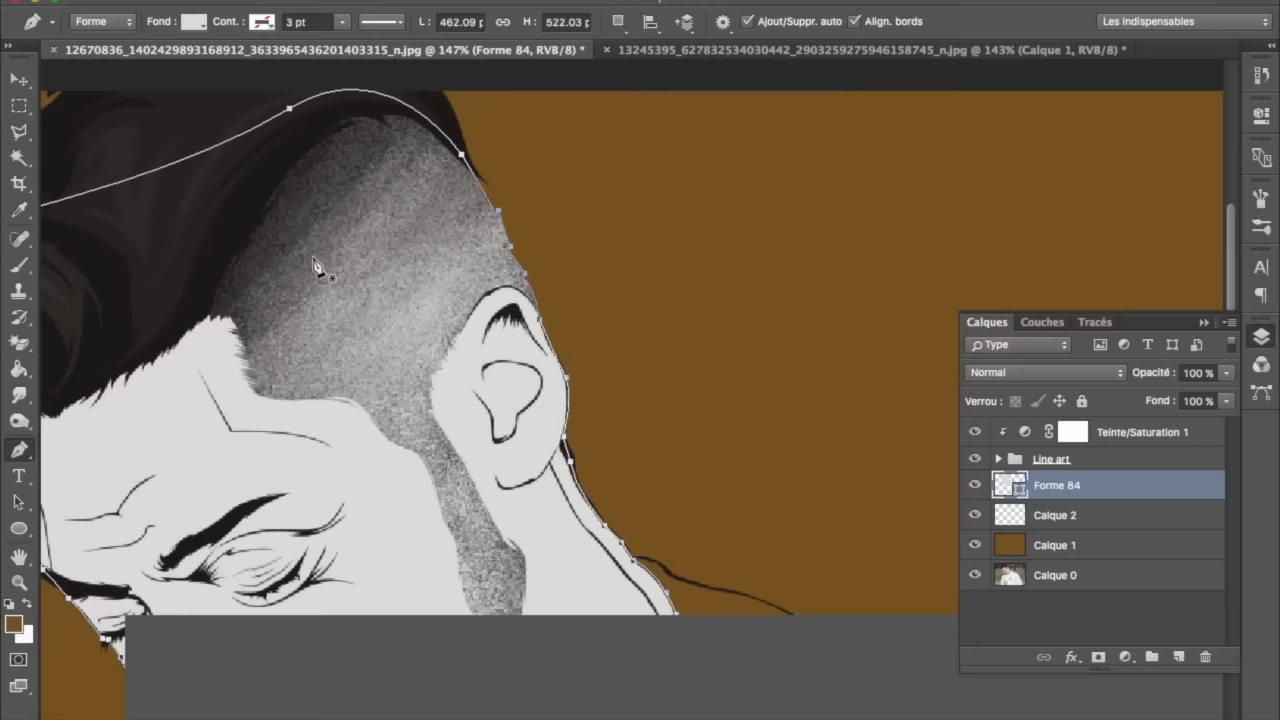 Forme Fond : Cont. : 3 pt L : 462.09 p H : 522.03 p Ajout/Suppr. auto Align. bords Les indispensables
12670836_1402429893168912_3633965436201403315_n.jpg @ 147% (Forme 84, RVB/8) * 13245395_627832534030442_2903259275946158745_n.jpg @ 143% (Calque 1, RVB/8) *
Calques Couches Tracés
Type
Normal Opacité : 100 %
Verrou : Fond : 100 %
Teinte/Saturation 1
Line art
Forme 84
Calque 2
Calque 1
Calque 0
fx